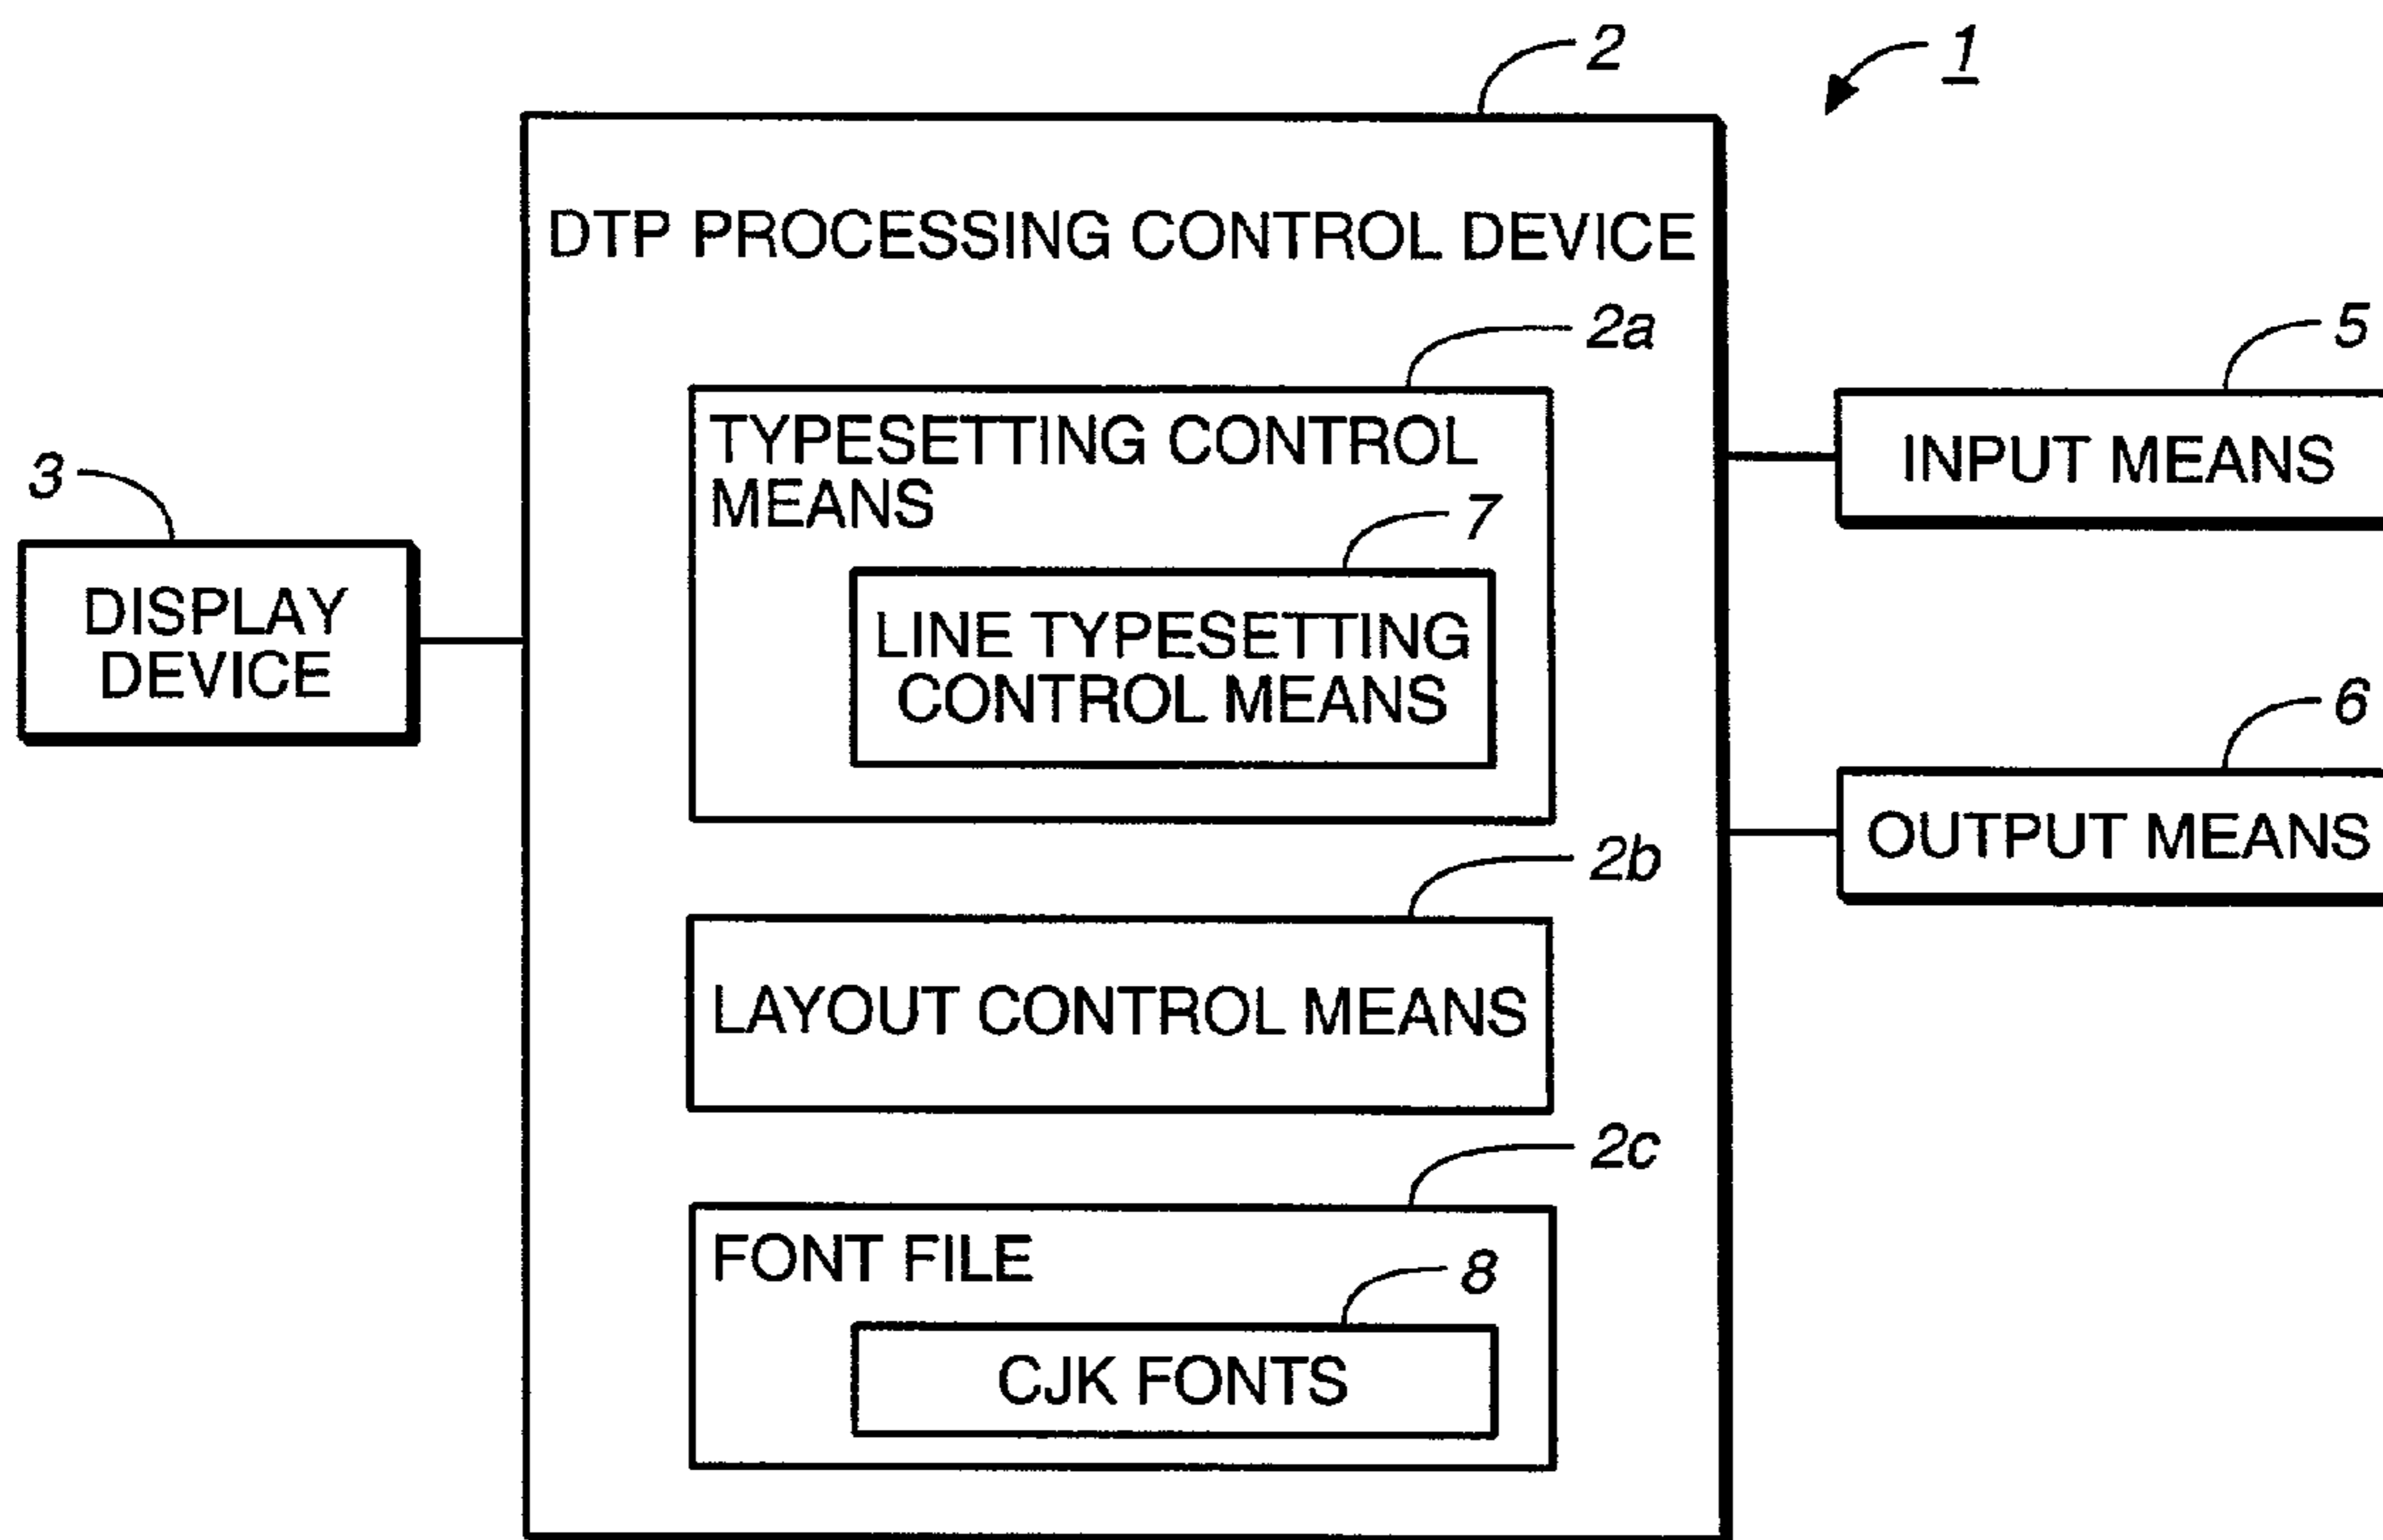 2
1
DTP PROCESSING CONTROL DEVICE
2a
TYPESETTING CONTROL
MEANS
7
LINE TYPESETTING
CONTROL MEANS
3
DISPLAY
DEVICE
5
INPUT MEANS
6
OUTPUT MEANS
2b
LAYOUT CONTROL MEANS
2c
FONT FILE
8
CJK FONTS